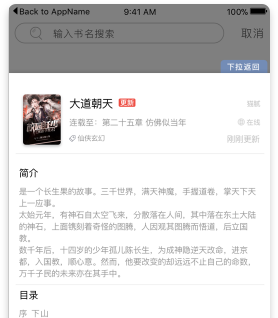 Back to AppName 9:41 AM 100%
输入书名搜索 取消
下拉返回
大道朝天 更新 猫腻
连载至：第二十五章 仿佛似当年 在线
仙侠玄幻 刚刚更新
简介
是一个长生果的故事。三千世界，满天神魔，手握道卷，掌天下天
上一应事。
太始元年，有神石自太空飞来，分散落在人间，其中落在东土大陆
的神石，上面镌刻着奇怪的图腾，人因观其图腾而悟道，后立国
教。
数千年后，十四岁的少年孤儿陈长生，为成神隐逆天改命，进京
都，入国教，顺心意。然而，他要改变的却远远不止自己的命数，
万千子民的未来亦在其手中。
目录
序 下山